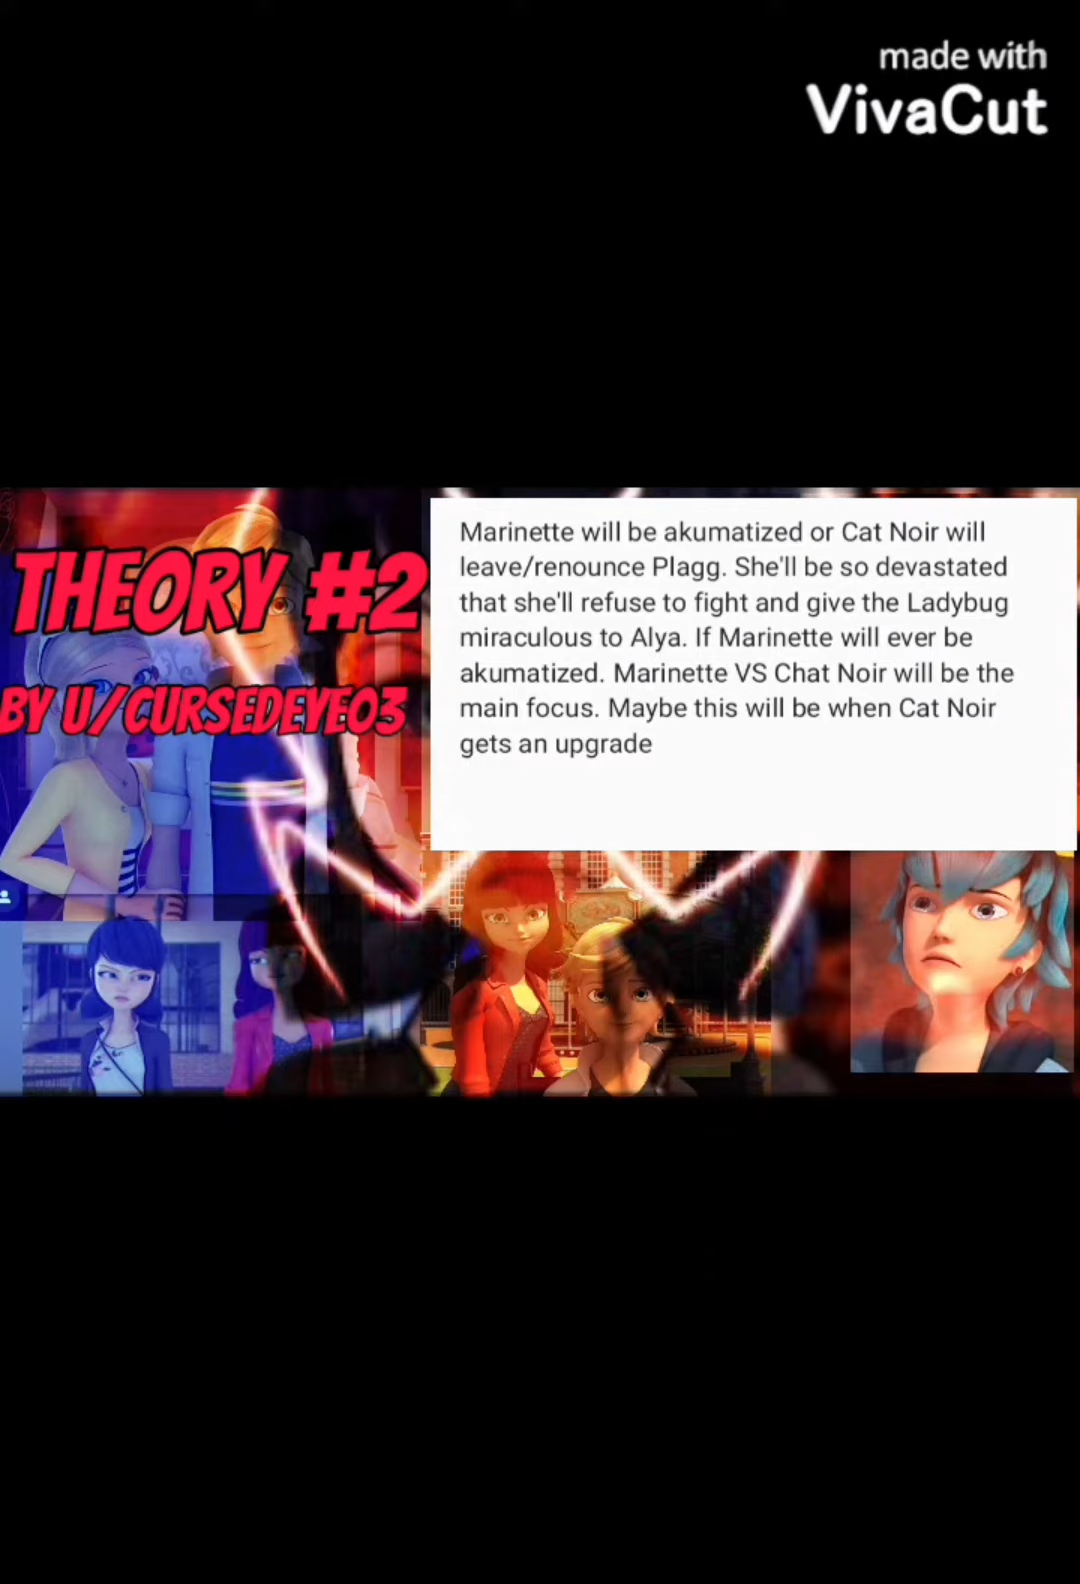 made with
VivaCut
THEORY #2
BY U/CURSEDEYE03
Marinette will be akumatized or Cat Noir will
leave/renounce Plagg. She'll be so devastated
that she'll refuse to fight and give the Ladybug
miraculous to Alya. If Marinette will ever be
akumatized. Marinette VS Chat Noir will be the
main focus. Maybe this will be when Cat Noir
gets an upgrade